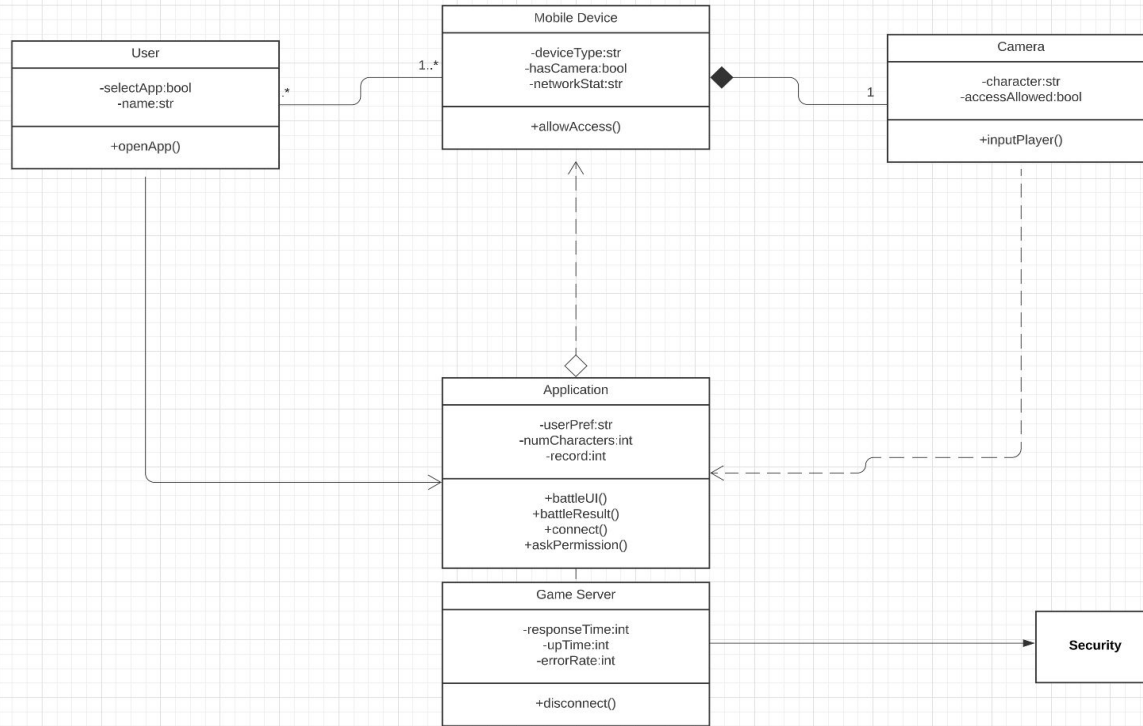 User
-selectApp:bool
-name:str
+openApp()
.*
1..*
Mobile Device
-deviceType:str
-hasCamera:bool
-networkStat:str
+allowAccess()
1
Camera
-character:str
-accessAllowed:bool
+inputPlayer()
Application
-userPref:str
-numCharacters:int
-record:int
+battleUI()
+battleResult()
+connect()
+askPermission()
Game Server
-responseTime:int
-upTime:int
-errorRate:int
+disconnect()
Security